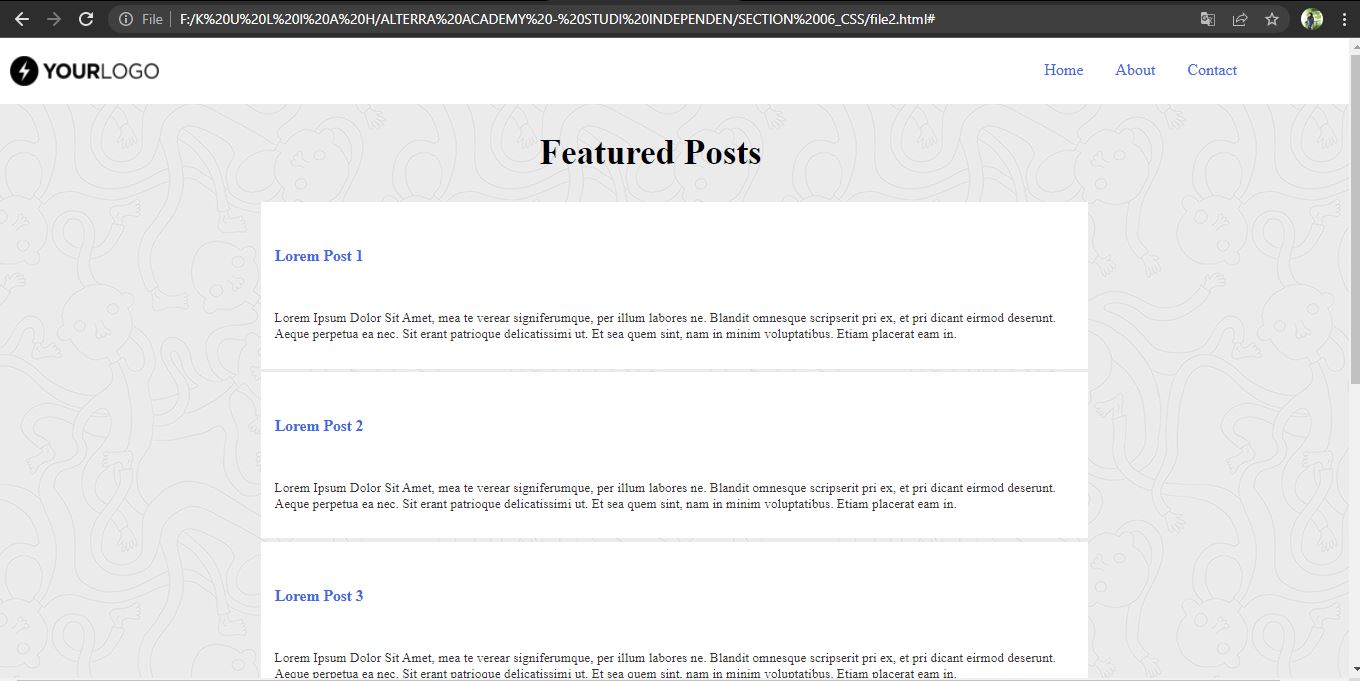 File F:/K%20U%20L%20I%20A%20H/ALTERRA%20ACADEMY%20-%20STUDI%20INDEPENDEN/SECTION%2006_CSS/file2.html#
YOURLOGO Home About Contact
Featured Posts
Lorem Post 1
Lorem Ipsum Dolor Sit Amet, mea te verear signiferumque, per illum labores ne. Blandit omnesque scripserit pri ex, et pri dicant eirmod deserunt.
Aeque perpetua ea nec. Sit erant patrioque delicatissimi ut. Et sea quem sint, nam in minim voluptatibus. Etiam placerat eam in.
Lorem Post 2
Lorem Ipsum Dolor Sit Amet, mea te verear signiferumque, per illum labores ne. Blandit omnesque scripserit pri ex, et pri dicant eirmod deserunt.
Aeque perpetua ea nec. Sit erant patrioque delicatissimi ut. Et sea quem sint, nam in minim voluptatibus. Etiam placerat eam in.
Lorem Post 3
Lorem Ipsum Dolor Sit Amet, mea te verear signiferumque, per illum labores ne. Blandit omnesque scripserit pri ex, et pri dicant eirmod deserunt.
Aeque perpetua ea nec. Sit erant patrioque delicatissimi ut. Et sea quem sint, nam in minim voluptatibus. Etiam placerat eam in.